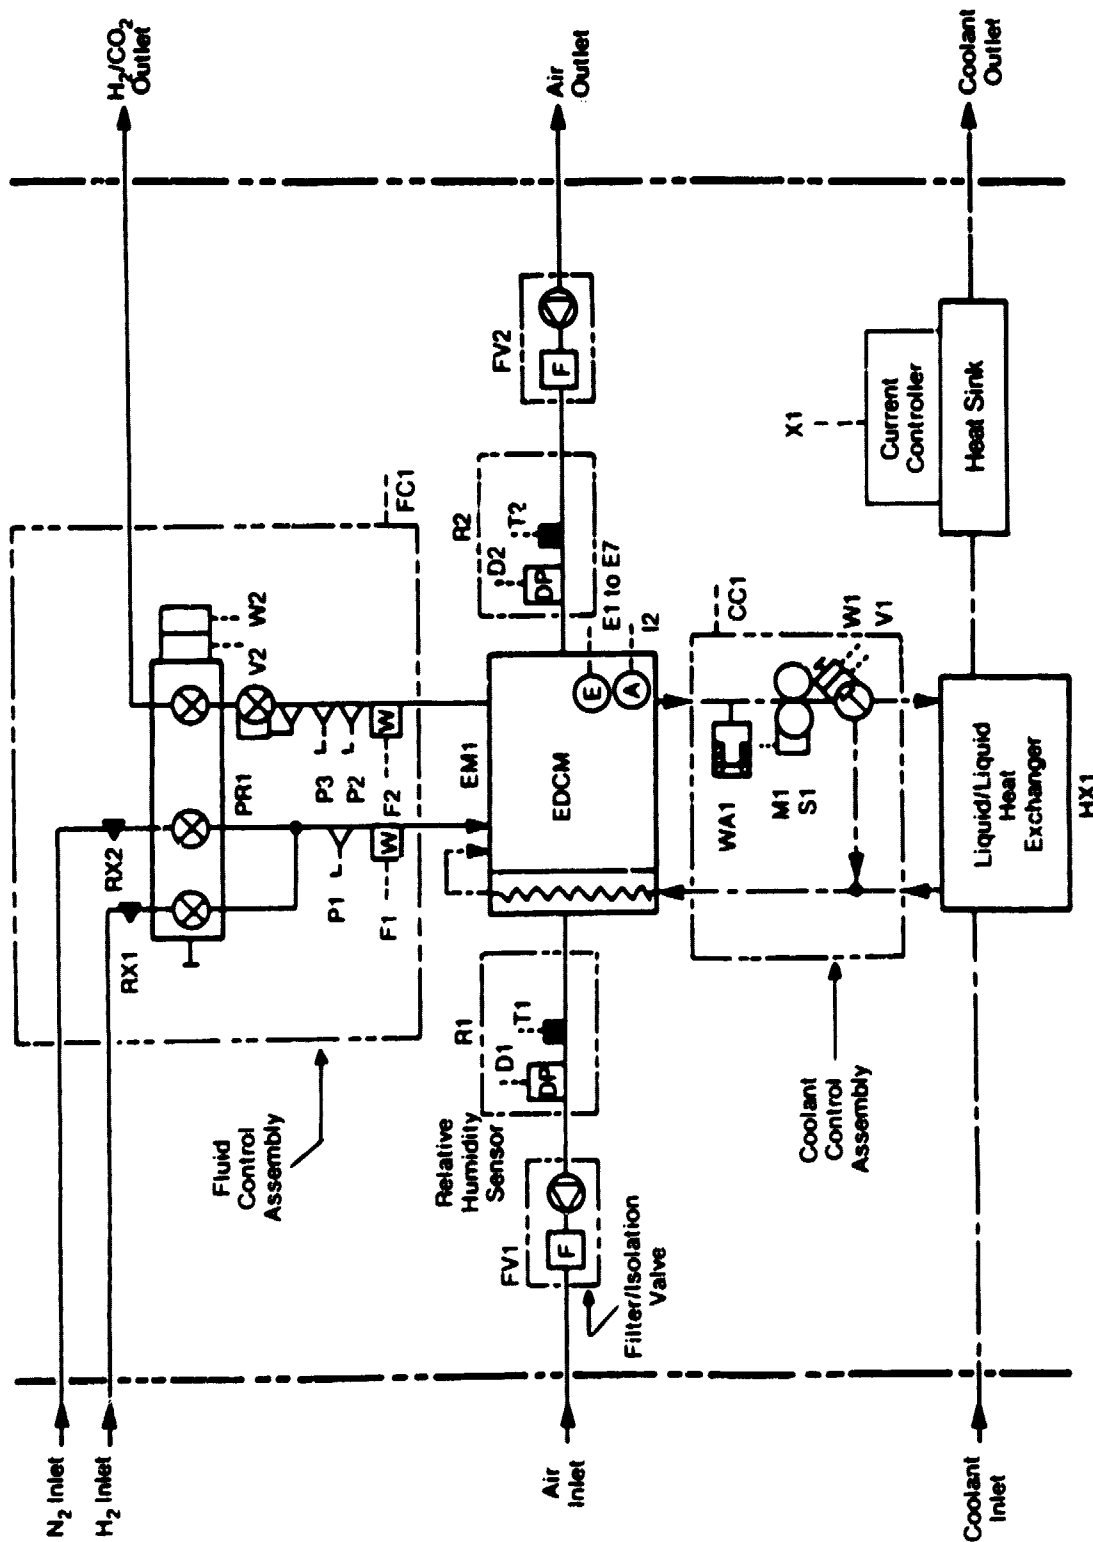 N2 Inlet
H2 Inlet
Air
Inlet
Coolant
Inlet
Fluid
Control
Assembly
RX1
RX2
PR1
V2
W2
P1
P3
P2
F1
F2
W
W
FC1
H2/CO2
Outlet
FV1
F
Filter/Isolation
Valve
Relative
Humidity
Sensor
R1
D1
T1
DP
EM1
EDCM
E
A
E1 to E7
I2
R2
D2
T2
DP
FV2
F
Air
Outlet
Coolant
Control
Assembly
WA1
M1
S1
CC1
W1
V1
Liquid/Liquid
Heat
Exchanger
HX1
X1
Current
Controller
Heat Sink
Coolant
Outlet